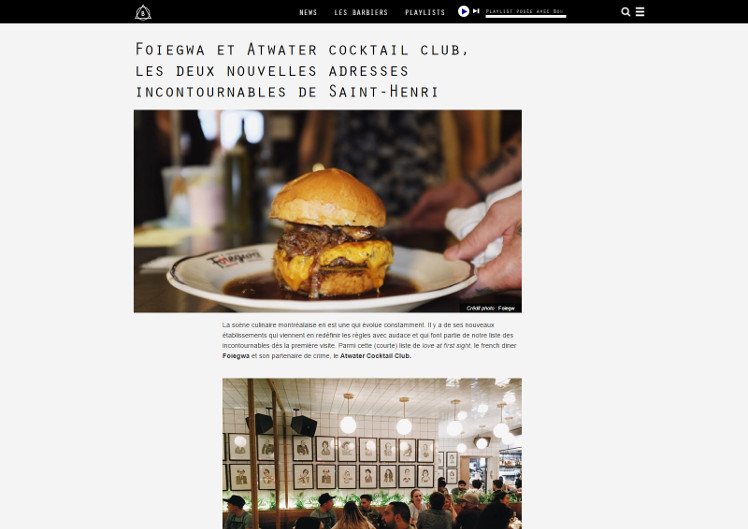 NEWS LES BARBIERS PLAYLISTS PLAYLIST POSÉE AVEC BOU
Foiegwa et Atwater cocktail club,
les deux nouvelles adresses
incontournables de Saint-Henri
Foiegwa
Crédit photo : Foiegw
La scène culinaire montréalaise en est une qui évolue constamment. Il y a de ses nouveaux
établissements qui viennent en redéfinir les règles avec audace et qui font partie de notre liste des
incontournables dès la première visite. Parmi cette (courte) liste de love at first sight, le french diner
Foiegwa et son partenaire de crime, le Atwater Cocktail Club.